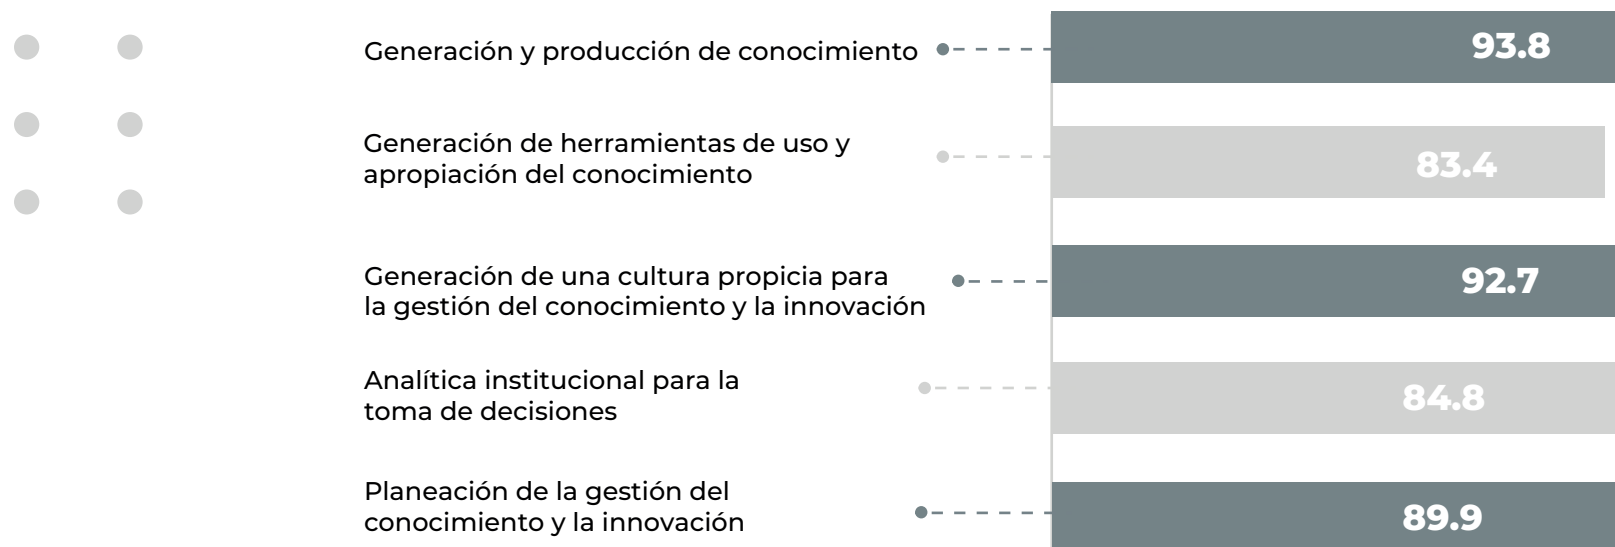 Generación y producción de conocimiento
93.8
Generación de herramientas de uso y
apropiación del conocimiento
83.4
Generación de una cultura propicia para
la gestión del conocimiento y la innovación
92.7
Analítica institucional para la
toma de decisiones
84.8
Planeación de la gestión del
conocimiento y la innovación
89.9